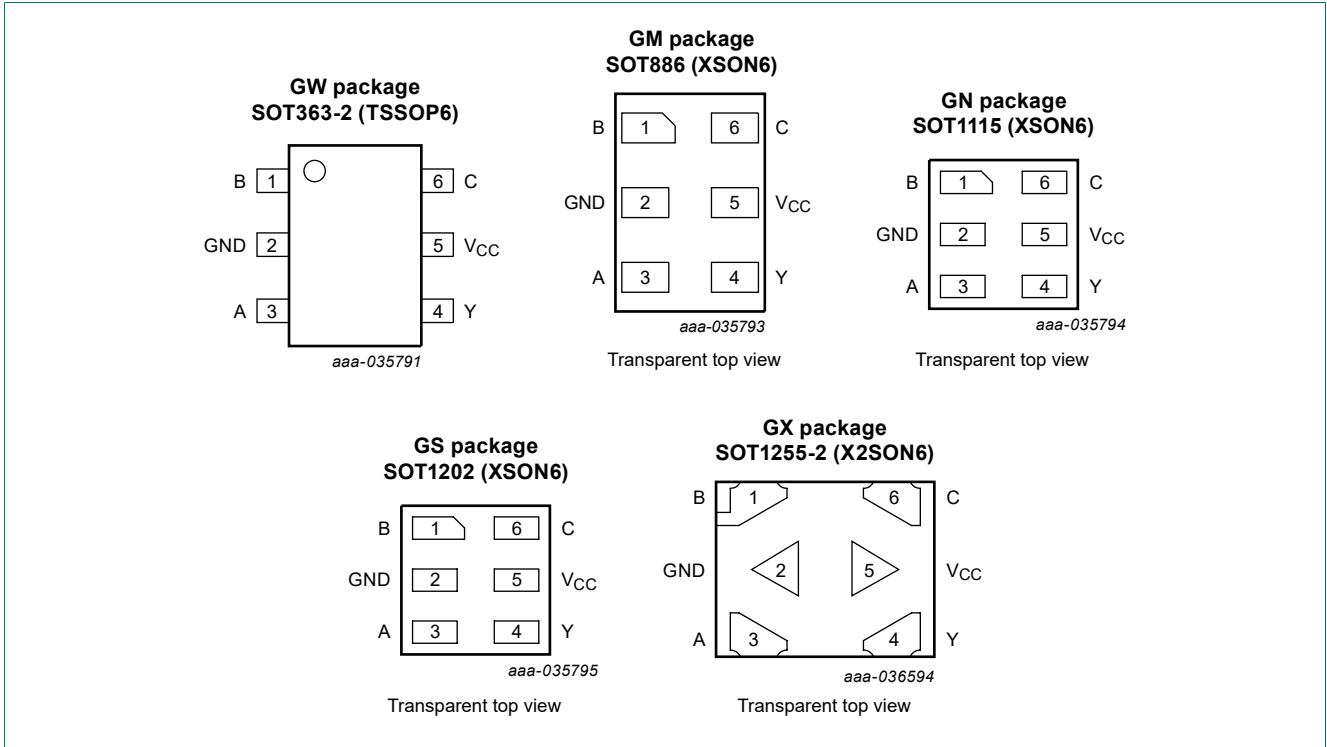 GW package
SOT363-2 (TSSOP6)
B 1 6 C
GND 2 5 VCC
A 3 4 Y
aaa-035791
GM package
SOT886 (XSON6)
B 1 6 C
GND 2 5 VCC
A 3 4 Y
aaa-035793
Transparent top view
GN package
SOT1115 (XSON6)
B 1 6 C
GND 2 5 VCC
A 3 4 Y
aaa-035794
Transparent top view
GS package
SOT1202 (XSON6)
B 1 6 C
GND 2 5 VCC
A 3 4 Y
aaa-035795
Transparent top view
GX package
SOT1255-2 (X2SON6)
B 1 6 C
GND 2 5 VCC
A 3 4 Y
aaa-036594
Transparent top view